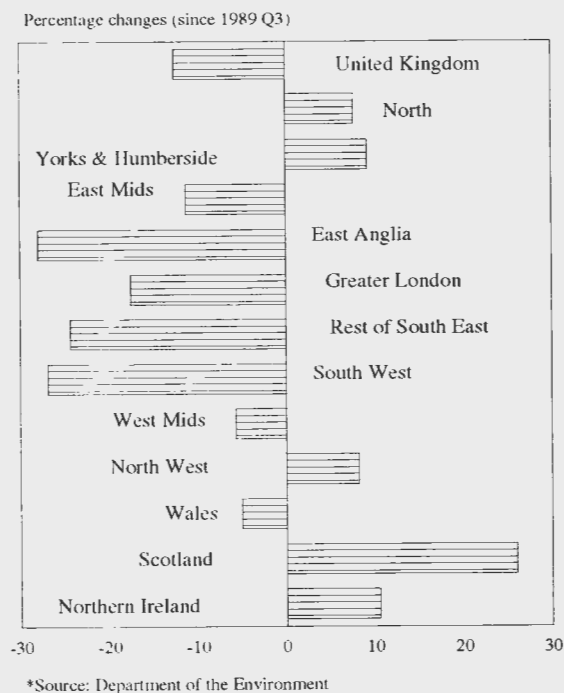 Percentage changes (since 1989 Q3)
United Kingdom
North
Yorks & Humberside
East Mids
East Anglia
Greater London
Rest of South East
South West
West Mids
North West
Wales
Scotland
Northern Ireland
-30 -20 -10 0 10 20 30
*Source: Department of the Environment